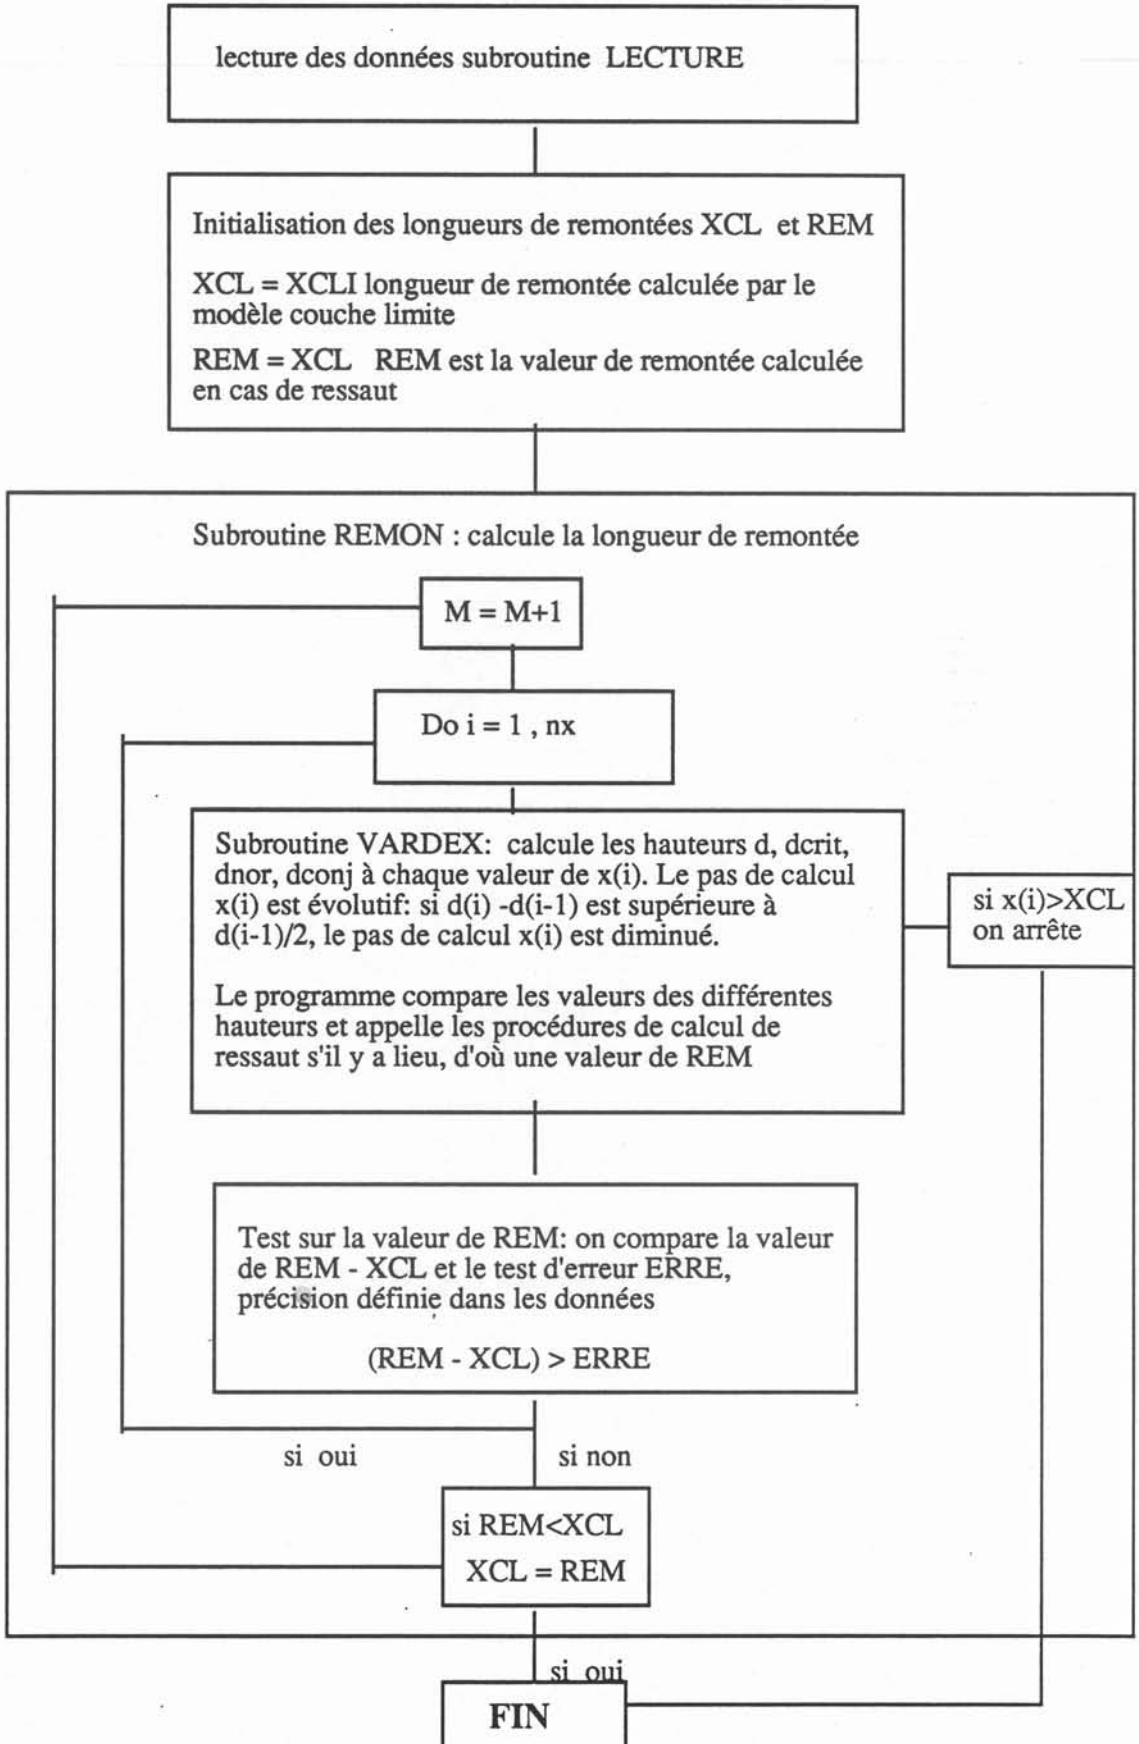 lecture des données subroutine LECTURE
Initialisation des longueurs de remontées XCL et REM
XCL = XCLI longueur de remontée calculée par le
modèle couche limite
REM = XCL REM est la valeur de remontée calculée
en cas de ressaut
Subroutine REMON : calcule la longueur de remontée
M = M+1
Do i = 1 , nx
Subroutine VARDEX: calcule les hauteurs d, dcrit,
dnor, dconj à chaque valeur de x(i). Le pas de calcul
x(i) est évolutif: si d(i) -d(i-1) est supérieure à
d(i-1)/2, le pas de calcul x(i) est diminué.
Le programme compare les valeurs des différentes
hauteurs et appelle les procédures de calcul de
ressaut s'il y a lieu, d'où une valeur de REM
si x(i)>XCL
on arrête
Test sur la valeur de REM: on compare la valeur
de REM - XCL et le test d'erreur ERRE,
précision définie dans les données
(REM - XCL) > ERRE
si oui
si non
si REM<XCL
XCL = REM
si oui
FIN